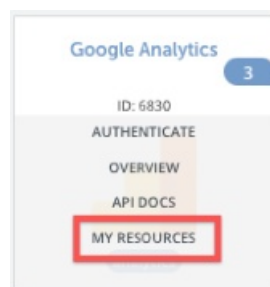 Google Analytics
3
ID: 6830
AUTHENTICATE
OVERVIEW
API DOCS
MY RESOURCES